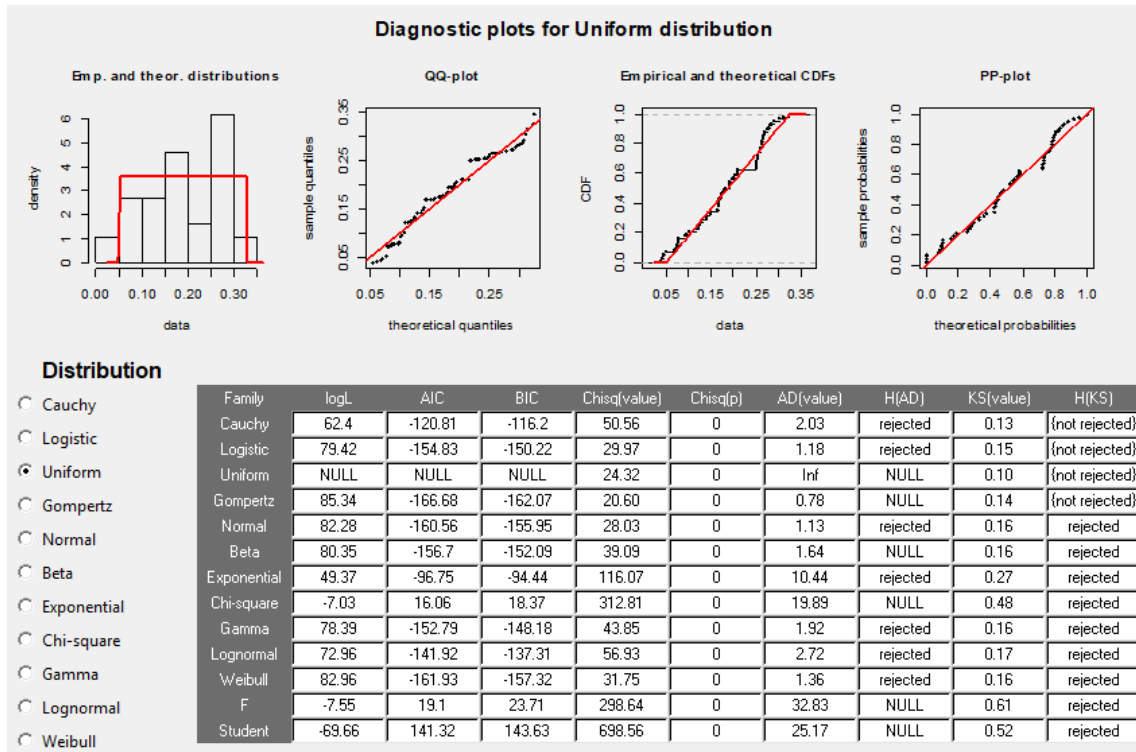 Diagnostic plots for Uniform distribution
Emp. and theor. distributions
QQ-plot
Empirical and theoretical CDFs
PP-plot
density
0 1 2 3 4 5 6
0.00 0.10 0.20 0.30
data
sample quantiles
0.05 0.15 0.25 0.35
0.05 0.15 0.25
theoretical quantiles
CDF
0.0 0.2 0.4 0.6 0.8 1.0
0.05 0.15 0.25 0.35
data
sample probabilities
0.0 0.2 0.4 0.6 0.8 1.0
0.0 0.2 0.4 0.6 0.8 1.0
theoretical probabilities
Distribution
Cauchy
Logistic
Uniform
Gompertz
Normal
Beta
Exponential
Chi-square
Gamma
Lognormal
Weibull
Family logL AIC BIC Chisq(value) Chisq(p) AD(value) H(AD) KS(value) H(KS)
Cauchy 62.4 -120.81 -116.2 50.56 0 2.03 rejected 0.13 {not rejected}
Logistic 79.42 -154.83 -150.22 29.97 0 1.18 rejected 0.15 {not rejected}
Uniform NULL NULL NULL 24.32 0 Inf NULL 0.10 {not rejected}
Gompertz 85.34 -166.68 -162.07 20.60 0 0.78 NULL 0.14 {not rejected}
Normal 82.28 -160.56 -155.95 28.03 0 1.13 rejected 0.16 rejected
Beta 80.35 -156.7 -152.09 39.09 0 1.64 NULL 0.16 rejected
Exponential 49.37 -96.75 -94.44 116.07 0 10.44 rejected 0.27 rejected
Chi-square -7.03 16.06 18.37 312.81 0 19.89 NULL 0.48 rejected
Gamma 78.39 -152.79 -148.18 43.85 0 1.92 rejected 0.16 rejected
Lognormal 72.96 -141.92 -137.31 56.93 0 2.72 rejected 0.17 rejected
Weibull 82.96 -161.93 -157.32 31.75 0 1.36 rejected 0.16 rejected
F -7.55 19.1 23.71 298.64 0 32.83 NULL 0.61 rejected
Student -69.66 141.32 143.63 698.56 0 25.17 NULL 0.52 rejected